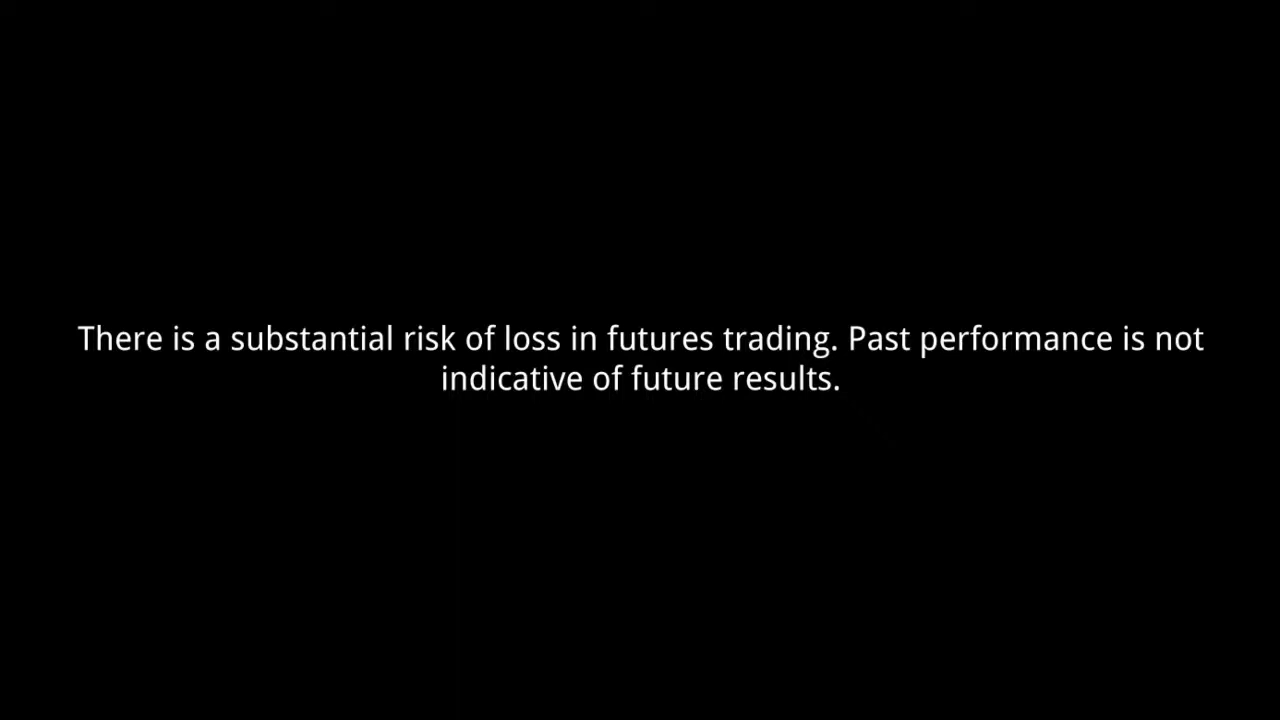 There is a substantial risk of loss in futures trading. Past performance is not
indicative of future results.